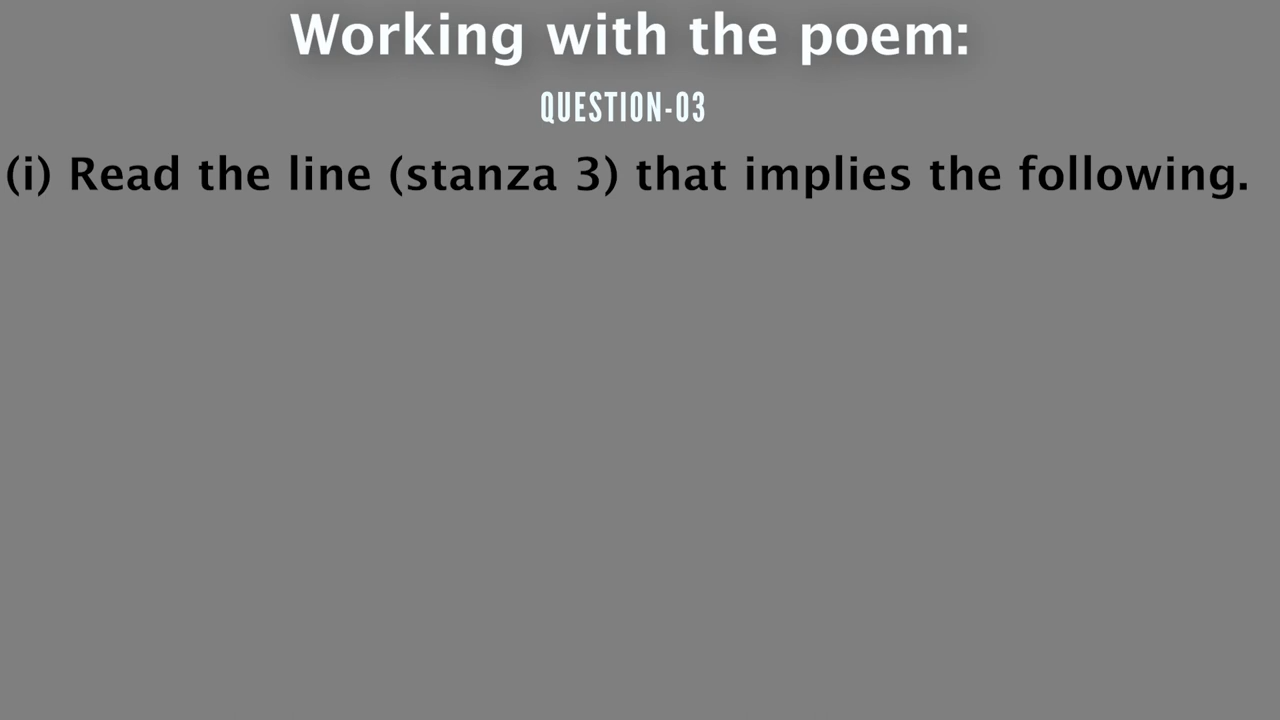 Working with the poem:
QUESTION-03
(i) Read the line (stanza 3) that implies the following.